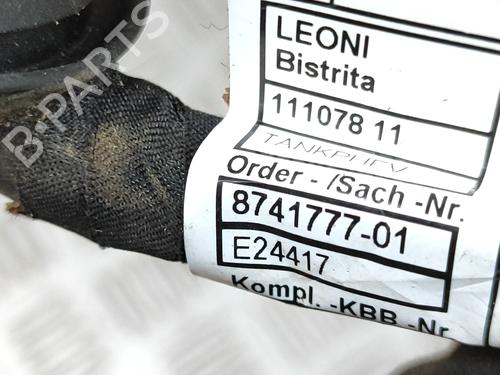 B-PARTS
LEONI
Bistrita
111078 11
TANKPHEV
Order - /Sach -Nr.
8741777-01
E24417
Kompl. -KBB -Nr